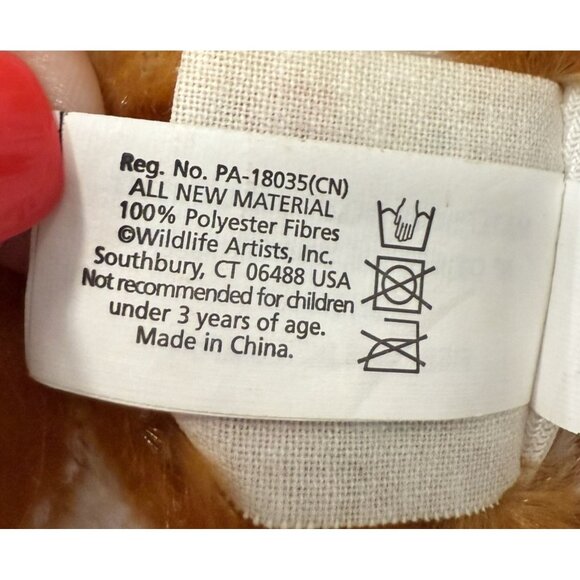 Reg. No. PA-18035(CN)
ALL NEW MATERIAL
100% Polyester Fibres
©Wildlife Artists, Inc.
Southbury, CT 06488 USA
Not recommended for children
under 3 years of age.
Made in China.